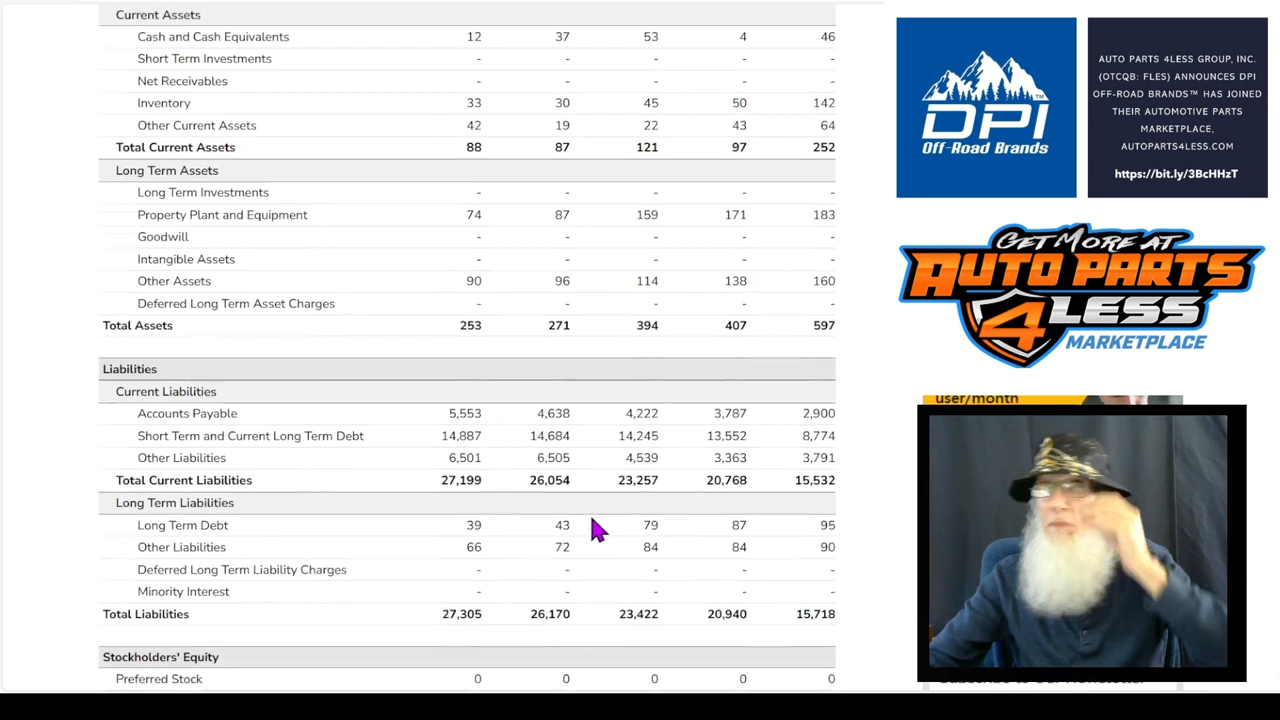 Current Assets
Cash and Cash Equivalents 12 37 53 4 46
Short Term Investments - - - - -
Net Receivables - - - - -
Inventory 33 30 45 50 142
Other Current Assets 42 19 22 43 64
Total Current Assets 88 87 121 97 252
Long Term Assets
Long Term Investments - - - - -
Property Plant and Equipment 74 87 159 171 183
Goodwill - - - - -
Intangible Assets - - - - -
Other Assets 90 96 114 138 160
Deferred Long Term Asset Charges - - - - -
Total Assets 253 271 394 407 597
Liabilities
Current Liabilities
Accounts Payable 5,553 4,638 4,222 3,787 2,900
Short Term and Current Long Term Debt 14,887 14,684 14,245 13,552 8,774
Other Liabilities 6,501 6,505 4,539 3,363 3,791
Total Current Liabilities 27,199 26,054 23,257 20,768 15,532
Long Term Liabilities
Long Term Debt 39 43 79 87 95
Other Liabilities 66 72 84 84 90
Deferred Long Term Liability Charges - - - - -
Minority Interest - - - - -
Total Liabilities 27,305 26,170 23,422 20,940 15,718
Stockholders' Equity
Preferred Stock 0 0 0 0 0
DPI
Off-Road Brands
AUTO PARTS 4LESS GROUP, INC.
(OTCQB: FLES) ANNOUNCES DPI
OFF-ROAD BRANDS™ HAS JOINED
THEIR AUTOMOTIVE PARTS
MARKETPLACE,
AUTOPARTS4LESS.COM
https://bit.ly/3BcHHzT
GET MORE AT
AUTO PARTS
4LESS
MARKETPLACE
user/month